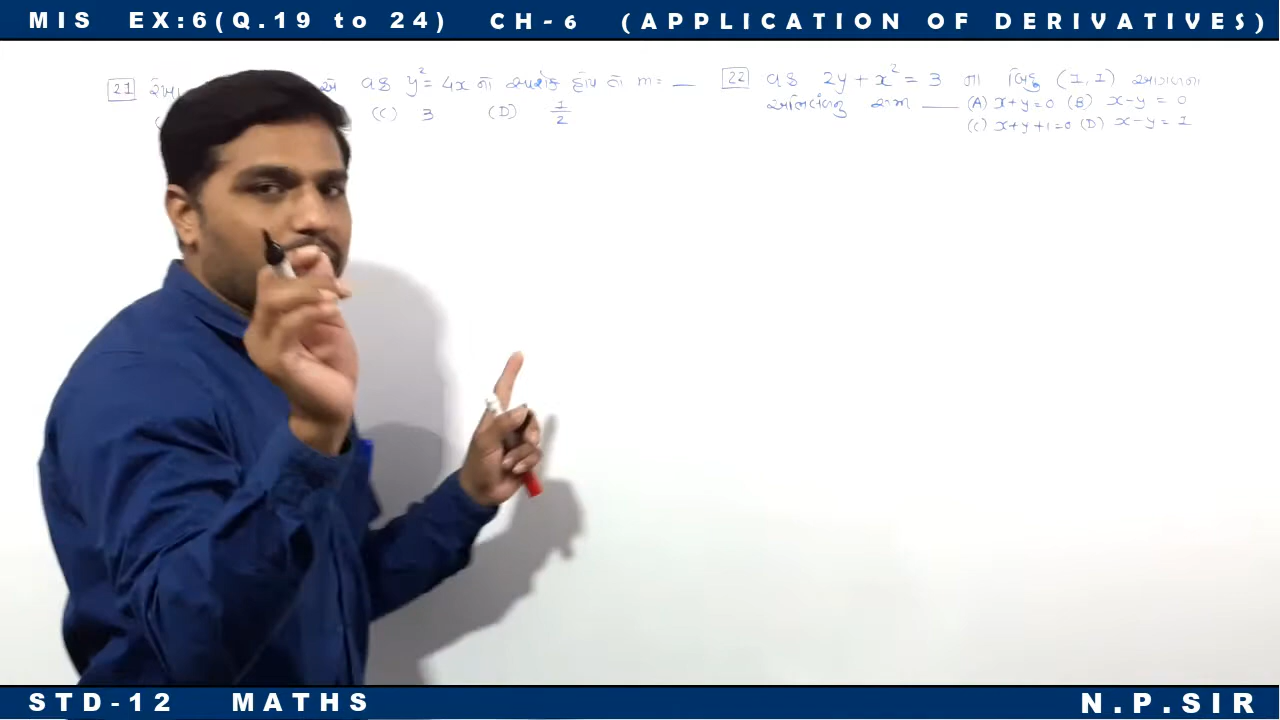 MIS EX:6(Q.19 to 24) CH-6 (APPLICATION OF DERIVATIVES)
21 રેખા એ વક્ર y² = 4x નો સ્પર્શક હોય તો m = __
(C) 3 (D) 1/2
22 વક્ર 2y + x² = 3 ના બિંદુ (1,1) આગળના
અભિલંબનું સમી ____ (A) x+y=0 (B) x-y = 0
(C) x+y+1=0 (D) x-y = 1
STD-12 MATHS
N.P.SIR